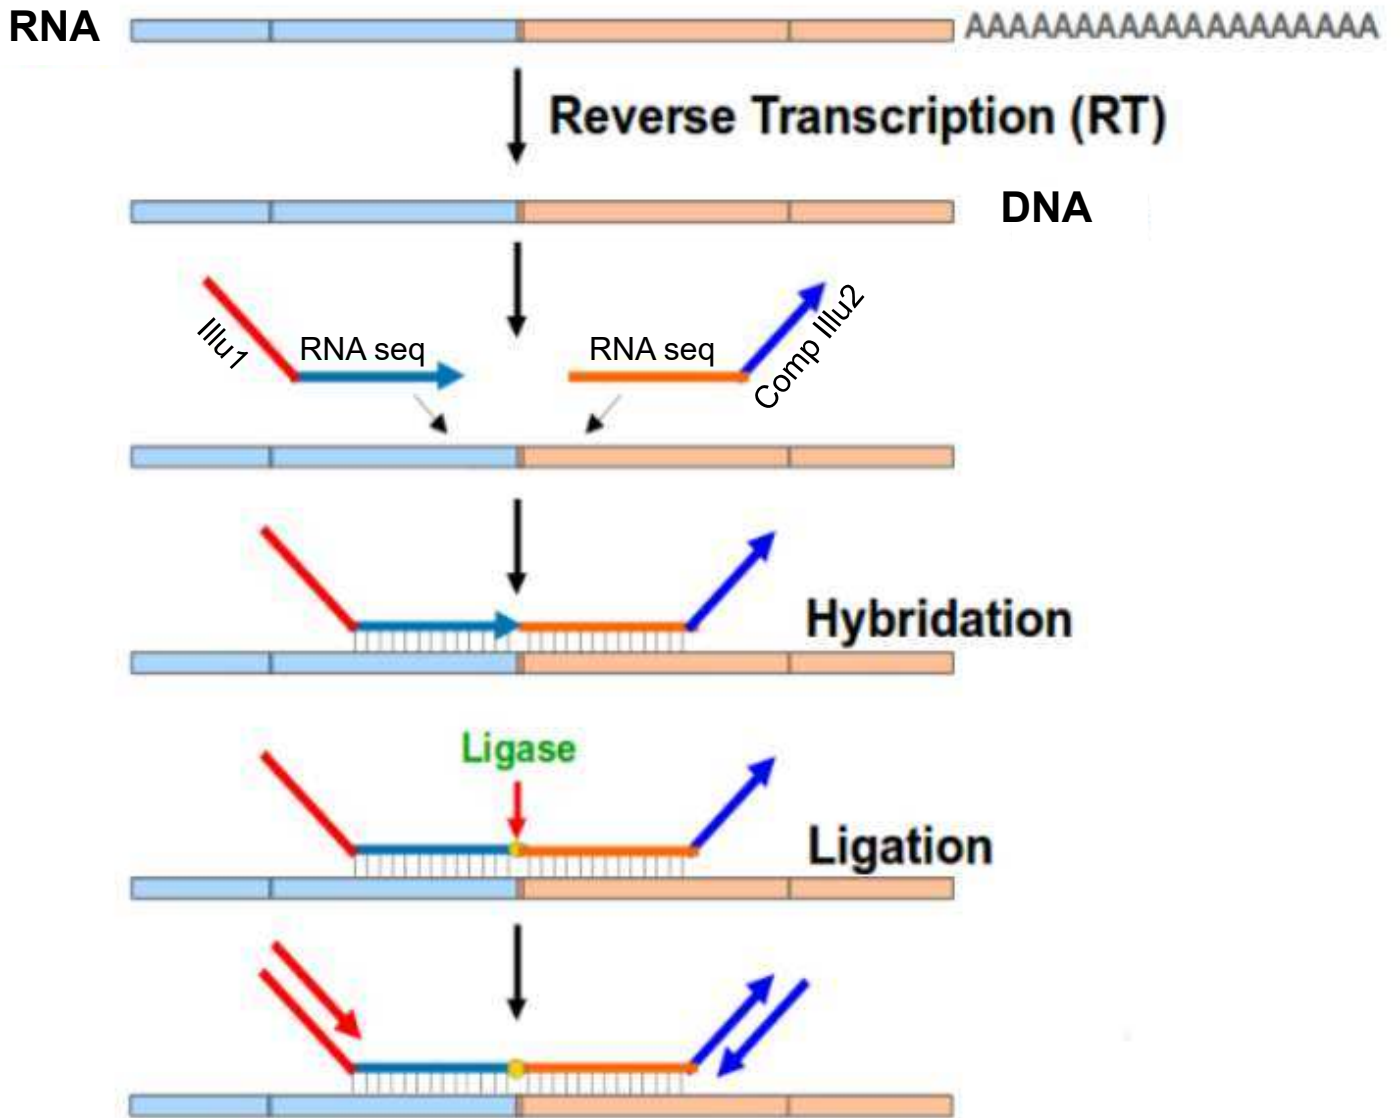 RNA
AAAAAAAAAAAAAAAAAAA
Reverse Transcription (RT)
DNA
Illu1
RNA seq
RNA seq
Comp Illu2
Hybridation
Ligase
Ligation